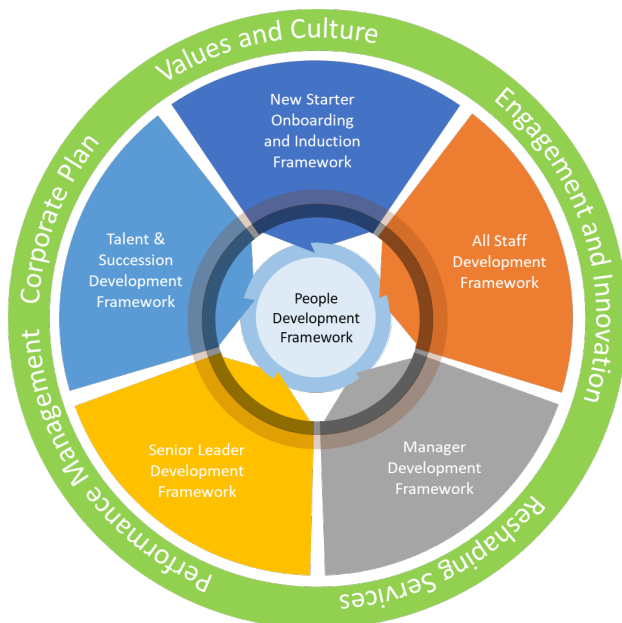 Values and Culture
Engagement and Innovation
Reshaping Services
Performance Management
Corporate Plan
New Starter
Onboarding
and Induction
Framework
All Staff
Development
Framework
Manager
Development
Framework
Senior Leader
Development
Framework
Talent &
Succession
Development
Framework
People
Development
Framework